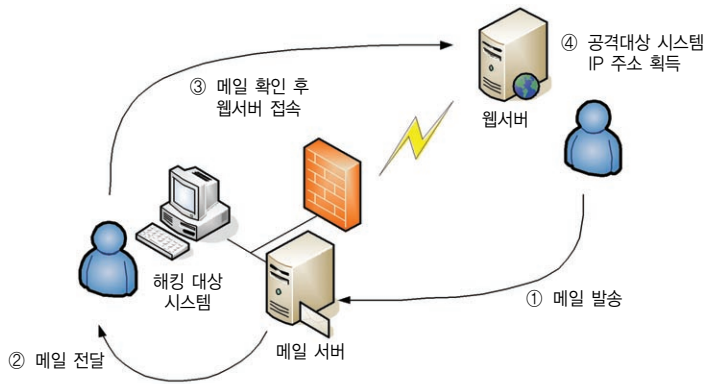 ④ 공격대상 시스템
IP 주소 획득
③ 메일 확인 후
웹서버 접속
웹서버
해킹 대상
시스템
① 메일 발송
메일 서버
② 메일 전달